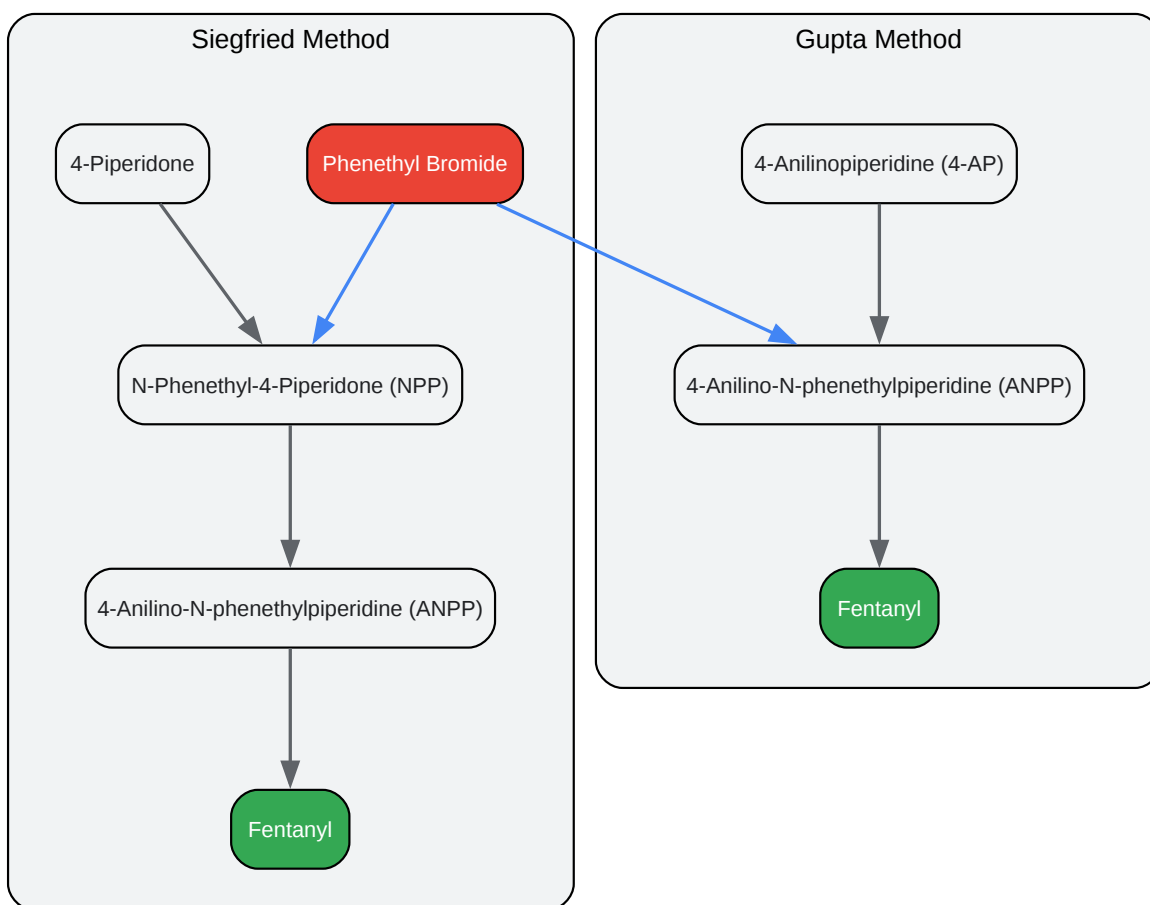 Siegfried Method
4-Piperidone
Phenethyl Bromide
N-Phenethyl-4-Piperidone (NPP)
4-Anilino-N-phenethylpiperidine (ANPP)
Fentanyl
Gupta Method
4-Anilinopiperidine (4-AP)
4-Anilino-N-phenethylpiperidine (ANPP)
Fentanyl